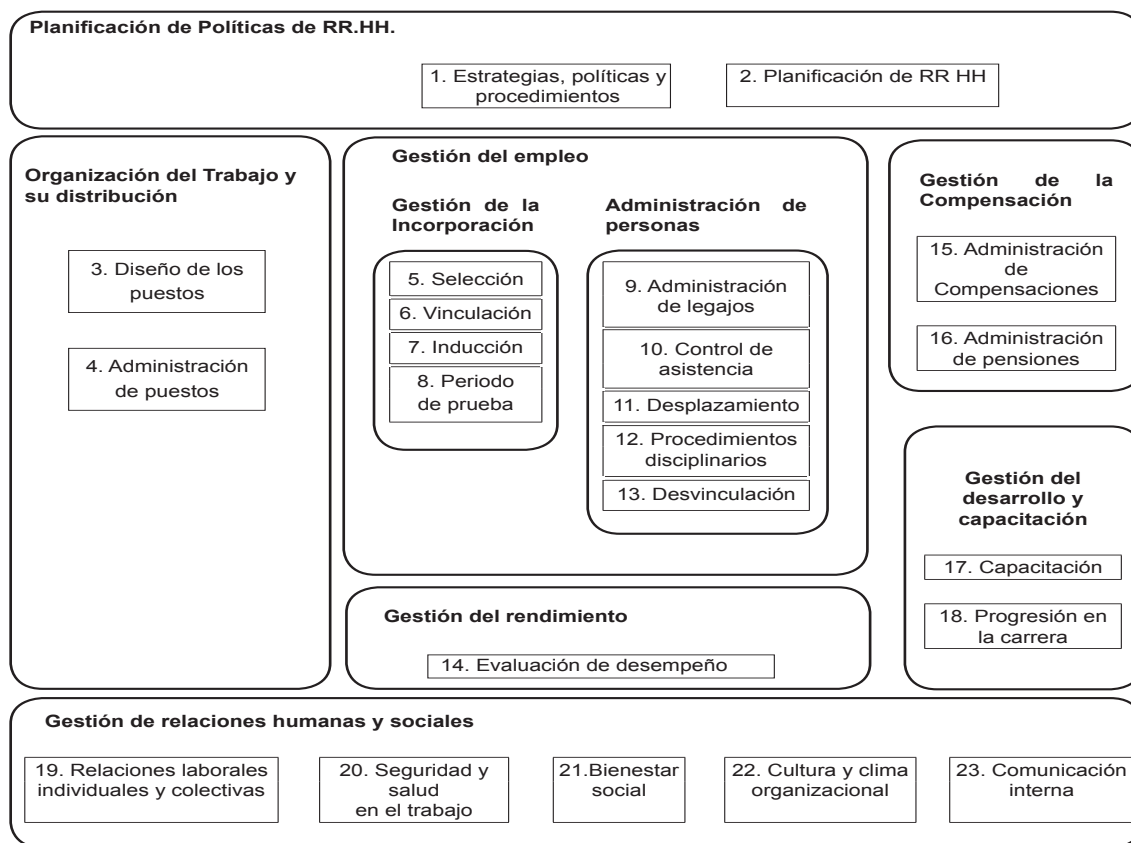 Planificación de Políticas de RR.HH.
1. Estrategias, políticas y
procedimientos
2. Planificación de RR HH
Organización del Trabajo y
su distribución
3. Diseño de los
puestos
4. Administración
de puestos
Gestión del empleo
Gestión de la
Incorporación
5. Selección
6. Vinculación
7. Inducción
8. Periodo
de prueba
Administración de
personas
9. Administración
de legajos
10. Control de
asistencia
11. Desplazamiento
12. Procedimientos
disciplinarios
13. Desvinculación
Gestión del rendimiento
14. Evaluación de desempeño
Gestión de la
Compensación
15. Administración
de
Compensaciones
16. Administración
de pensiones
Gestión del
desarrollo y
capacitación
17. Capacitación
18. Progresión en
la carrera
Gestión de relaciones humanas y sociales
19. Relaciones laborales
individuales y colectivas
20. Seguridad y
salud
en el trabajo
21.Bienestar
social
22. Cultura y clima
organizacional
23. Comunicación
interna